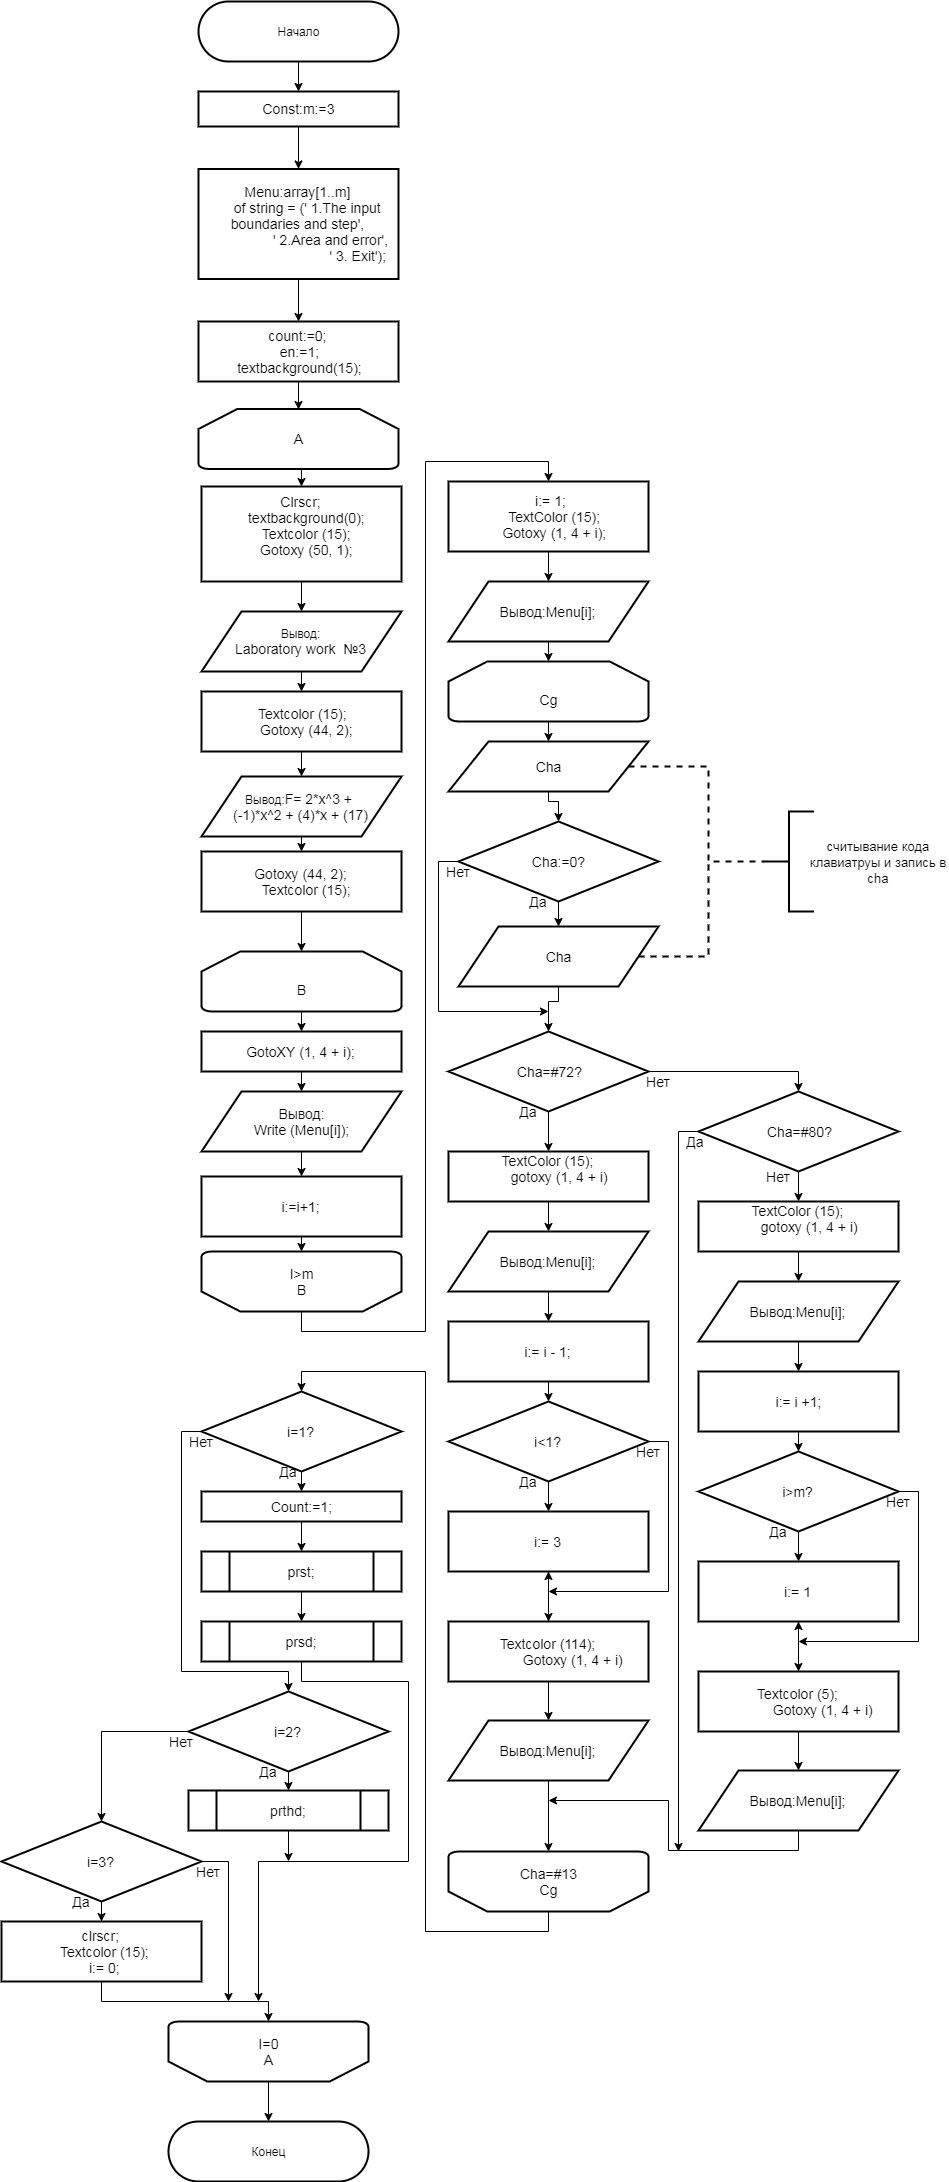 Начало
Const:m:=3
Menu:array[1..m]
of string = (' 1.The input
boundaries and step',
' 2.Area and error',
' 3. Exit');
count:=0;
en:=1;
textbackground(15);
A
Clrscr;
textbackground(0);
Textcolor (15);
Gotoxy (50, 1);
Вывод:
Laboratory work №3
Textcolor (15);
Gotoxy (44, 2);
Вывод:F= 2*x^3 +
(-1)*x^2 + (4)*x + (17)
Gotoxy (44, 2);
Textcolor (15);
B
GotoXY (1, 4 + i);
Вывод:
Write (Menu[i]);
i:=i+1;
I>m
B
i:= 1;
TextColor (15);
Gotoxy (1, 4 + i);
Вывод:Menu[i];
Cg
Cha
Cha:=0?
Нет
Да
Cha
считывание кода
клавиатруы и запись в
cha
Cha=#72?
Нет
Да
TextColor (15);
gotoxy (1, 4 + i)
Вывод:Menu[i];
i:= i - 1;
i<1?
Нет
Да
i:= 3
Textcolor (114);
Gotoxy (1, 4 + i)
Вывод:Menu[i];
Cha=#80?
Да
Нет
TextColor (15);
gotoxy (1, 4 + i)
Вывод:Menu[i];
i:= i +1;
i>m?
Нет
Да
i:= 1
Textcolor (5);
Gotoxy (1, 4 + i)
Вывод:Menu[i];
Cha=#13
Cg
i=1?
Нет
Да
Count:=1;
prst;
prsd;
i=2?
Нет
Да
prthd;
i=3?
Нет
Да
clrscr;
Textcolor (15);
i:= 0;
I=0
A
Конец